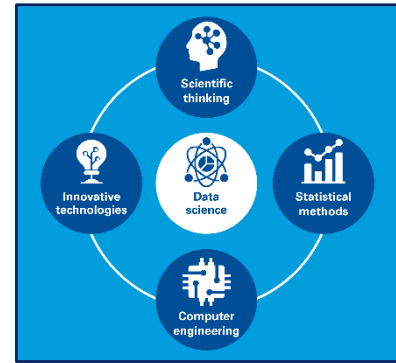 Scientific
thinking
Innovative
technologies
Data
science
Statistical
methods
Computer
engineering